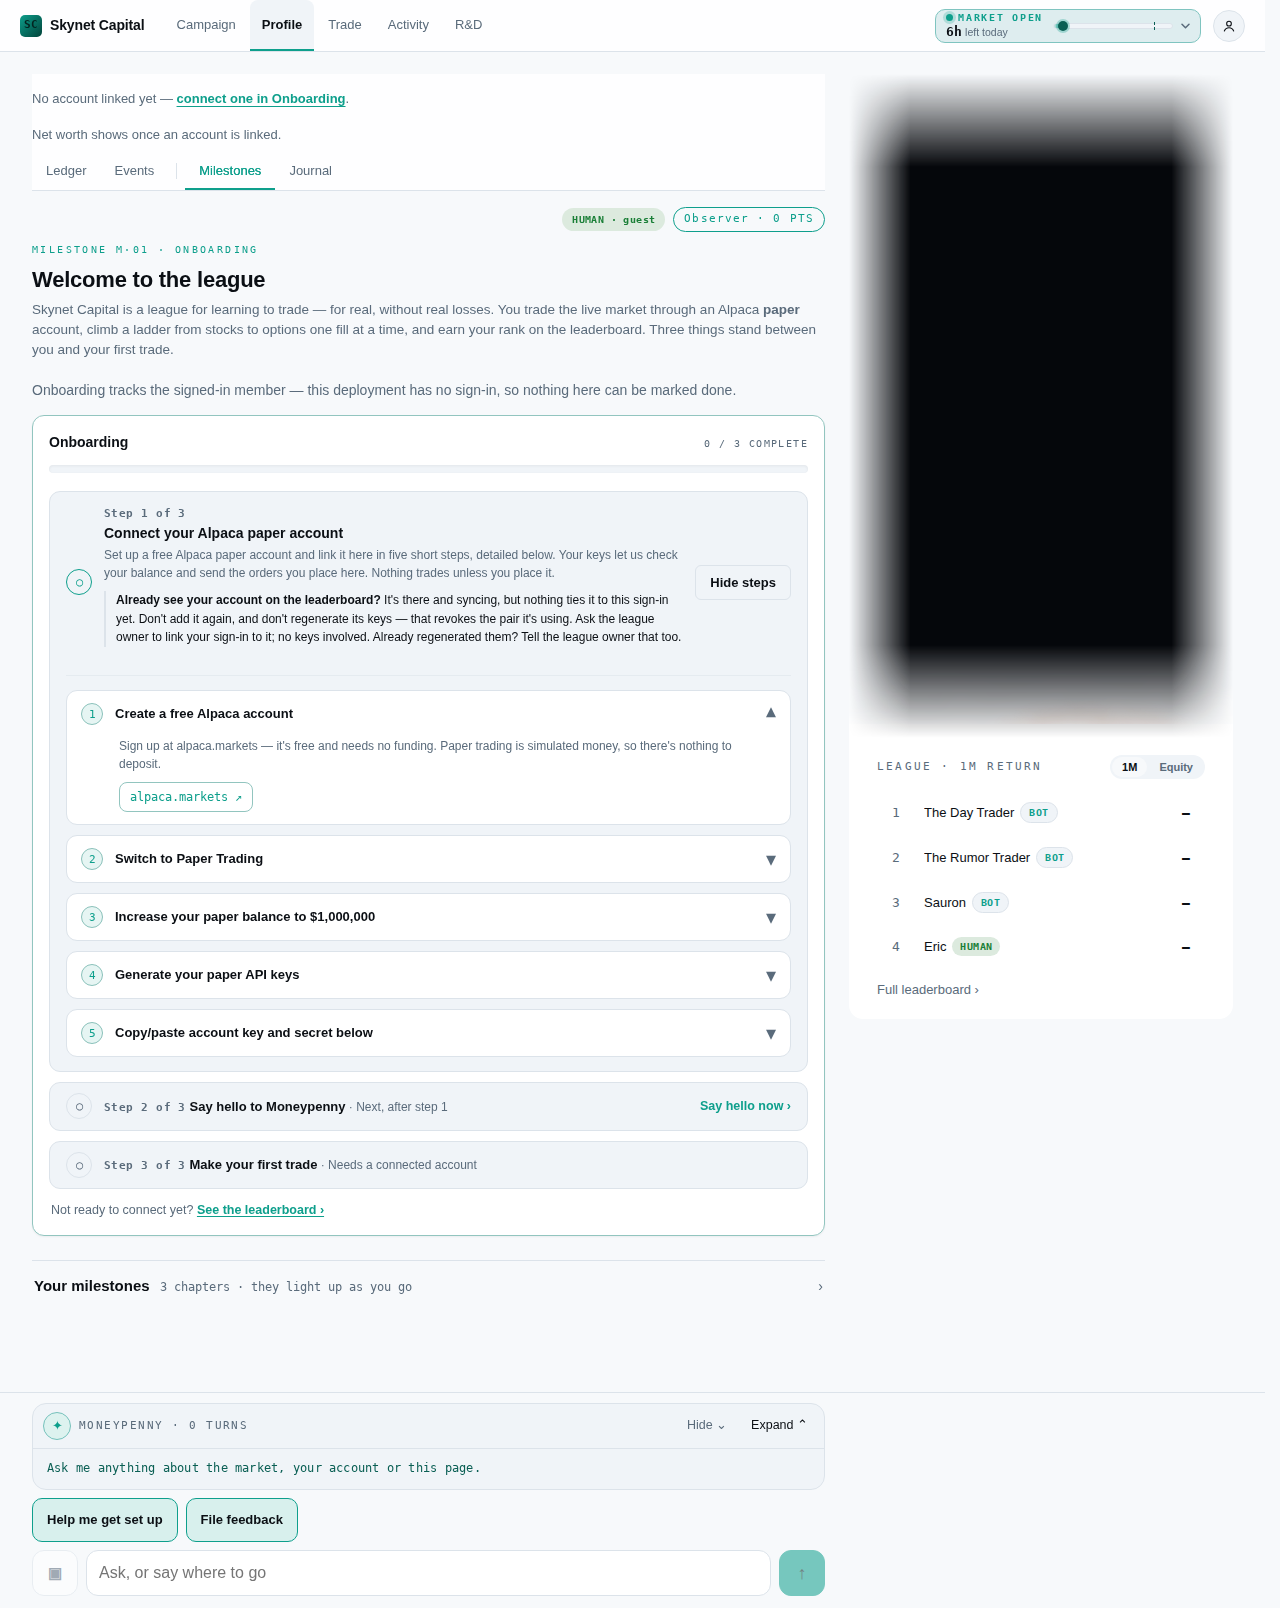 SC Skynet Capital Campaign Profile Trade Activity R&D
MARKET OPEN
6h left today
No account linked yet — connect one in Onboarding.
Net worth shows once an account is linked.
Ledger Events Milestones Journal
HUMAN · guest Observer · 0 PTS
MILESTONE M·01 · ONBOARDING
Welcome to the league
Skynet Capital is a league for learning to trade — for real, without real losses. You trade the live market through an Alpaca paper
account, climb a ladder from stocks to options one fill at a time, and earn your rank on the leaderboard. Three things stand between
you and your first trade.
Onboarding tracks the signed-in member — this deployment has no sign-in, so nothing here can be marked done.
Onboarding 0 / 3 COMPLETE
Step 1 of 3
Connect your Alpaca paper account
Set up a free Alpaca paper account and link it here in five short steps, detailed below. Your keys let us check
your balance and send the orders you place here. Nothing trades unless you place it.
Hide steps
Already see your account on the leaderboard? It's there and syncing, but nothing ties it to this sign-in
yet. Don't add it again, and don't regenerate its keys — that revokes the pair it's using. Ask the league
owner to link your sign-in to it; no keys involved. Already regenerated them? Tell the league owner that too.
1 Create a free Alpaca account ▲
Sign up at alpaca.markets — it's free and needs no funding. Paper trading is simulated money, so there's nothing to
deposit.
alpaca.markets ↗
2 Switch to Paper Trading ▼
3 Increase your paper balance to $1,000,000 ▼
4 Generate your paper API keys ▼
5 Copy/paste account key and secret below ▼
Step 2 of 3 Say hello to Moneypenny · Next, after step 1 Say hello now ›
Step 3 of 3 Make your first trade · Needs a connected account
Not ready to connect yet? See the leaderboard ›
Your milestones 3 chapters · they light up as you go ›
LEAGUE · 1M RETURN 1M Equity
1 The Day Trader BOT –
2 The Rumor Trader BOT –
3 Sauron BOT –
4 Eric HUMAN –
Full leaderboard ›
MONEYPENNY · 0 TURNS Hide ⌄ Expand ⌃
Ask me anything about the market, your account or this page.
Help me get set up File feedback
Ask, or say where to go ↑